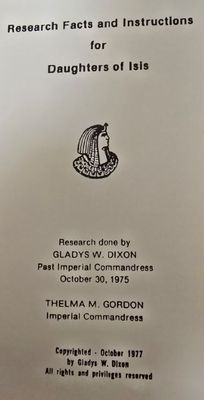 Research Facts and Instructions
for
Daughters of Isis
Research done by
GLADYS W. DIXON
Past Imperial Commandress
October 30, 1975
THELMA M. GORDON
Imperial Commandress
Copyrighted - October 1977
by Gladys W. Dixon
All rights and privileges reserved